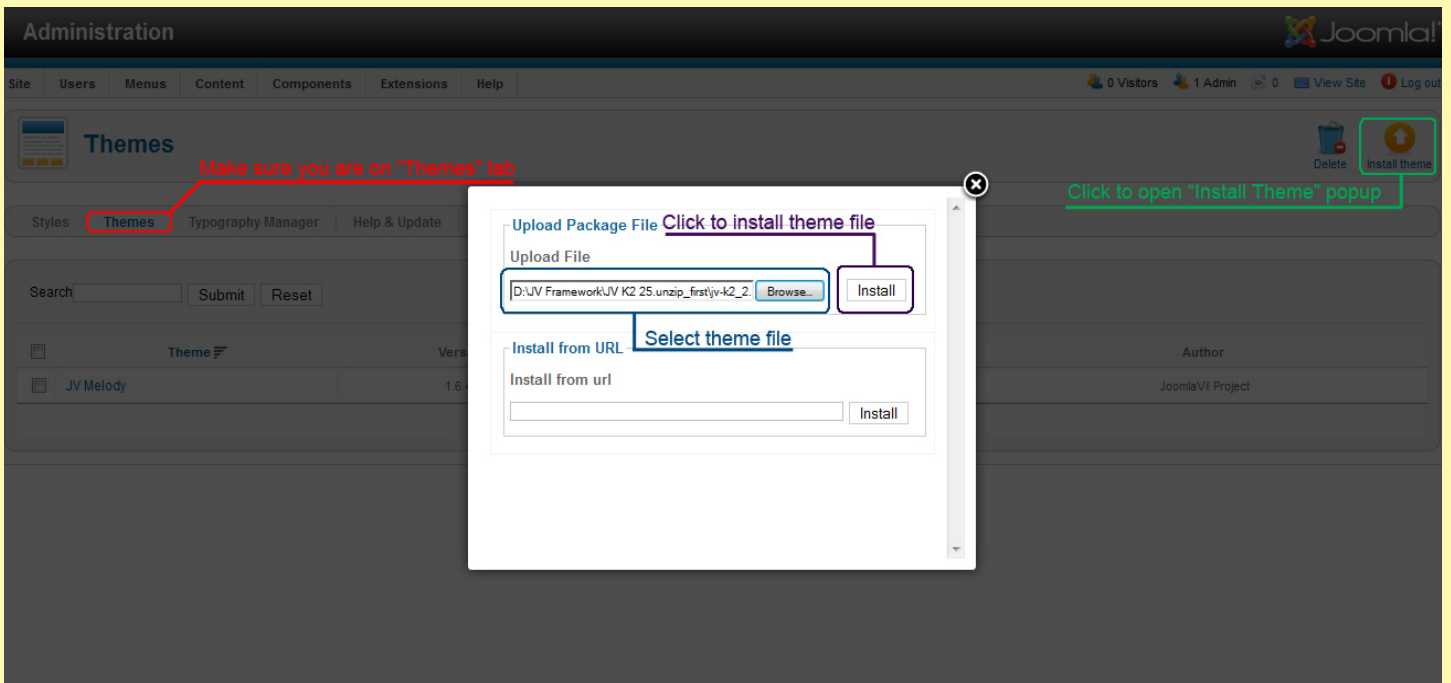 Administration
Joomla!
Site Users Menus Content Components Extensions Help
0 Visitors 1 Admin 0 View Site Log out
Themes
Delete Install theme
Make sure you are on "Themes" tab
Click to open "Install Theme" popup
Styles Themes Typography Manager Help & Update
Upload Package File
Click to install theme file
Upload File
D:\JV Framework\JV K2 25.unzip_first\jv-k2_2. Browse... Install
Select theme file
Search Submit Reset
Install from URL
Install from url
Install
Theme Vers Author
JV Melody 1.6. JoomlaVi! Project